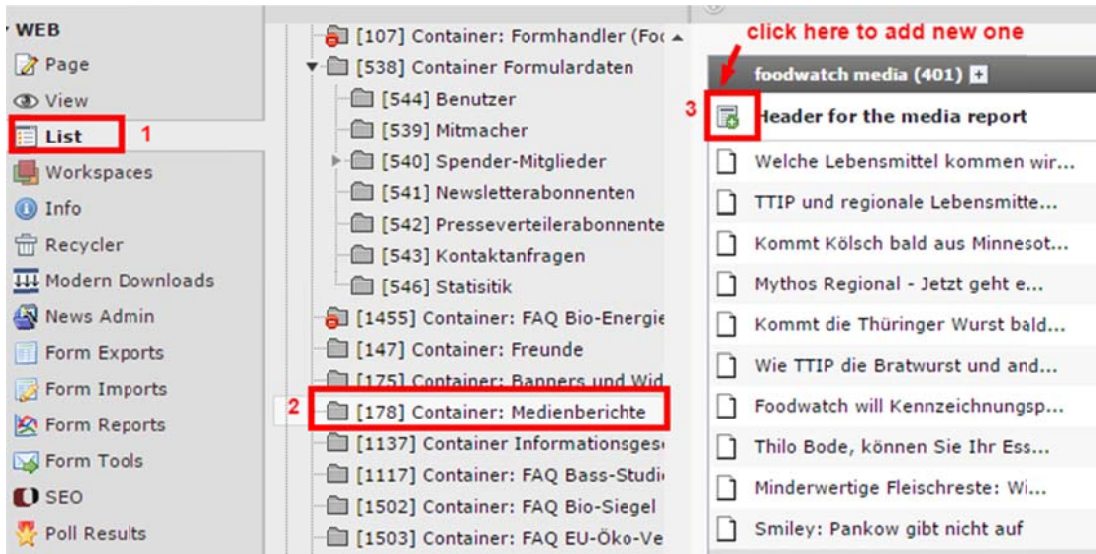 WEB
Page
View
List 1
Workspaces
Info
Recycler
Modern Downloads
News Admin
Form Exports
Form Imports
Form Reports
Form Tools
SEO
Poll Results
[107] Container: Formhandler (Foo
[538] Container Formulardaten
[544] Benutzer
[539] Mitmacher
[540] Spender-Mitglieder
[541] Newsletterabonnenten
[542] Presseverteilerabonnente
[543] Kontaktanfragen
[546] Statisitik
[1455] Container: FAQ Bio-Energie
[147] Container: Freunde
[175] Container: Banners und Wid
2 [178] Container: Medienberichte
[1137] Container Informationsgese
[1117] Container: FAQ Bass-Studi
[1502] Container: FAQ Bio-Siegel
[1503] Container: FAQ EU-Öko-Ve
click here to add new one
foodwatch media (401)
3 Header for the media report
Welche Lebensmittel kommen wir...
TTIP und regionale Lebensmitte...
Kommt Kölsch bald aus Minnesot...
Mythos Regional - Jetzt geht e...
Kommt die Thüringer Wurst bald...
Wie TTIP die Bratwurst und and...
Foodwatch will Kennzeichnungsp...
Thilo Bode, können Sie Ihr Ess...
Minderwertige Fleischreste: Wi...
Smiley: Pankow gibt nicht auf